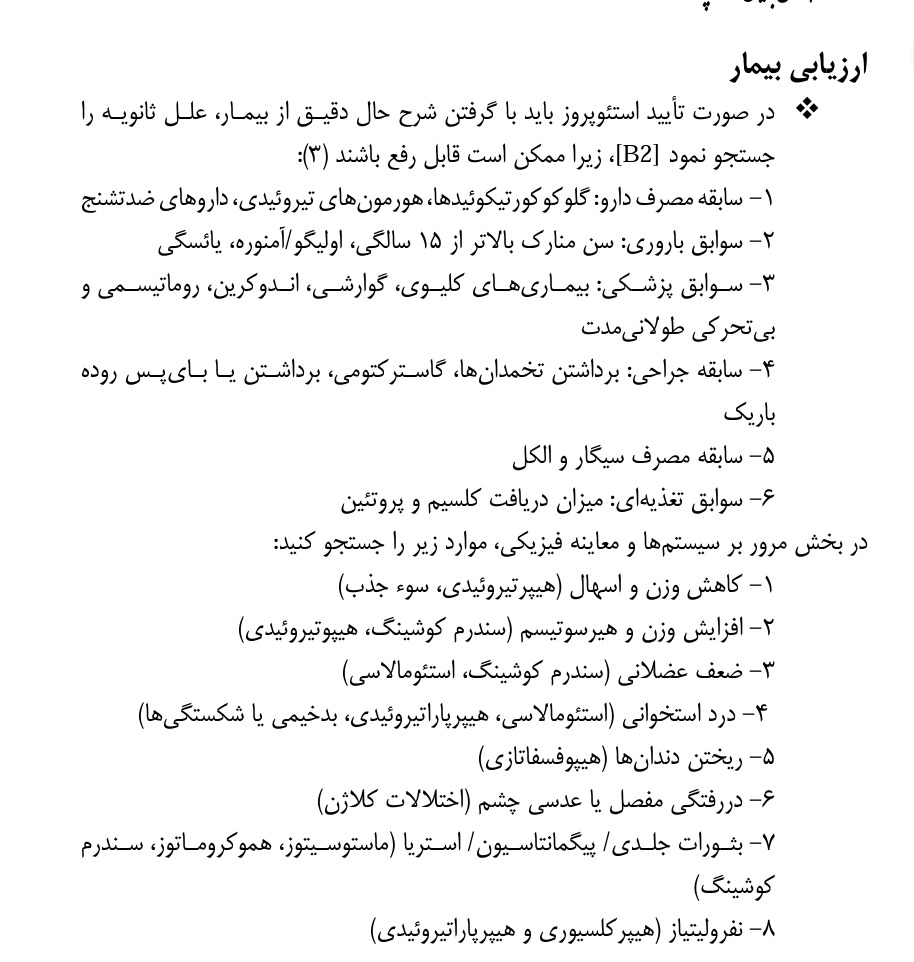 ارزیابی بیمار
❖ در صورت تأیید استئوپروز باید با گرفتن شرح حال دقیق از بیمار، علل ثانویه را
جستجو نمود [B2]، زیرا ممکن است قابل رفع باشند (۳):
۱- سابقه مصرف دارو: گلوکوکورتیکوئیدها، هورمون‌های تیروئیدی، داروهای ضدتشنج
۲- سوابق باروری: سن منارک بالاتر از ۱۵ سالگی، اولیگو/آمنوره، یائسگی
۳- سوابق پزشکی: بیماری‌های کلیوی، گوارشی، اندوکرین، روماتیسمی و
بی‌تحرکی طولانی‌مدت
۴- سابقه جراحی: برداشتن تخمدان‌ها، گاسترکتومی، برداشتن یا بای‌پس روده
باریک
۵- سابقه مصرف سیگار و الکل
۶- سوابق تغذیه‌ای: میزان دریافت کلسیم و پروتئین
در بخش مرور بر سیستم‌ها و معاینه فیزیکی، موارد زیر را جستجو کنید:
۱- کاهش وزن و اسهال (هیپرتیروئیدی، سوء جذب)
۲- افزایش وزن و هیرسوتیسم (سندرم کوشینگ، هیپوتیروئیدی)
۳- ضعف عضلانی (سندرم کوشینگ، استئومالاسی)
۴- درد استخوانی (استئومالاسی، هیپرپاراتیروئیدی، بدخیمی یا شکستگی‌ها)
۵- ریختن دندان‌ها (هیپوفسفاتازی)
۶- دررفتگی مفصل یا عدسی چشم (اختلالات کلاژن)
۷- بثورات جلدی/ پیگمانتاسیون/ استریا (ماستوسیتوز، هموکروماتوز، سندرم
کوشینگ)
۸- نفرولیتیاز (هیپرکلسیوری و هیپرپاراتیروئیدی)